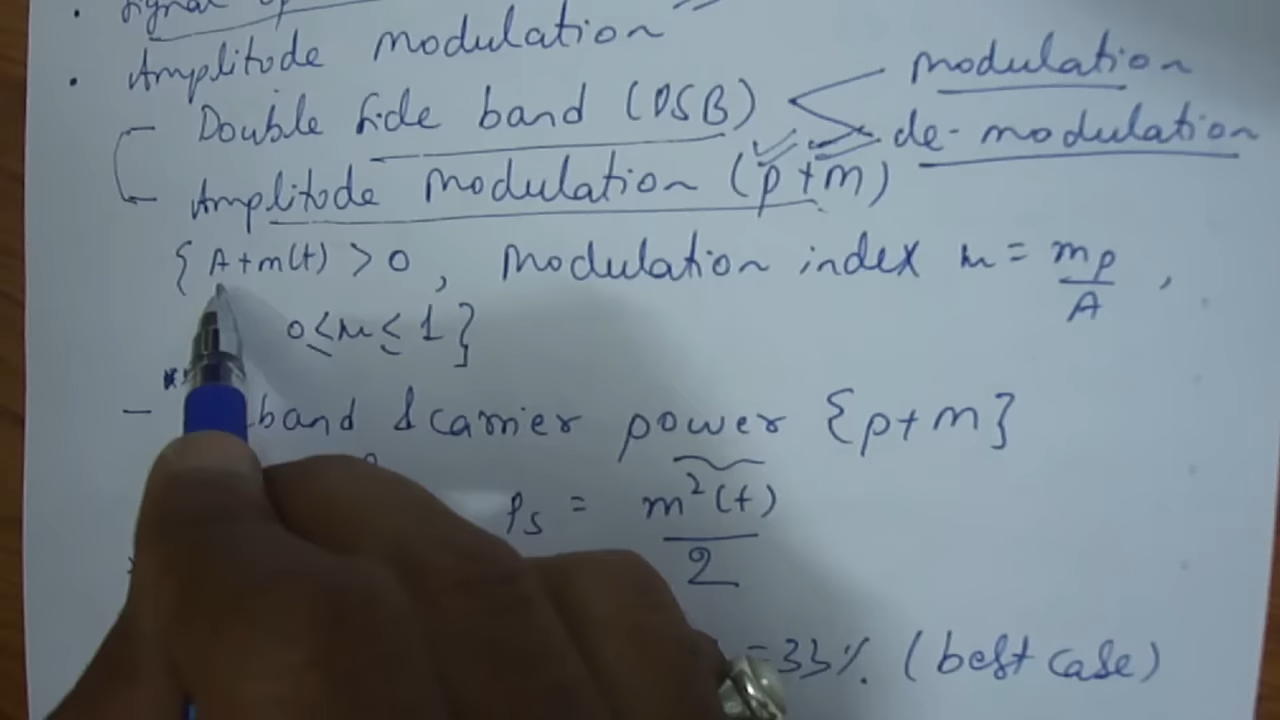 Amplitude modulation
modulation
Double side band (DSB)
de-modulation
Amplitude modulation (p+m)
{A+m(t) > 0, modulation index μ = mp/A ,
0≤μ≤1}
- band & carrier power {p+m}
Ps = m²(t)/2
=33% (best case)